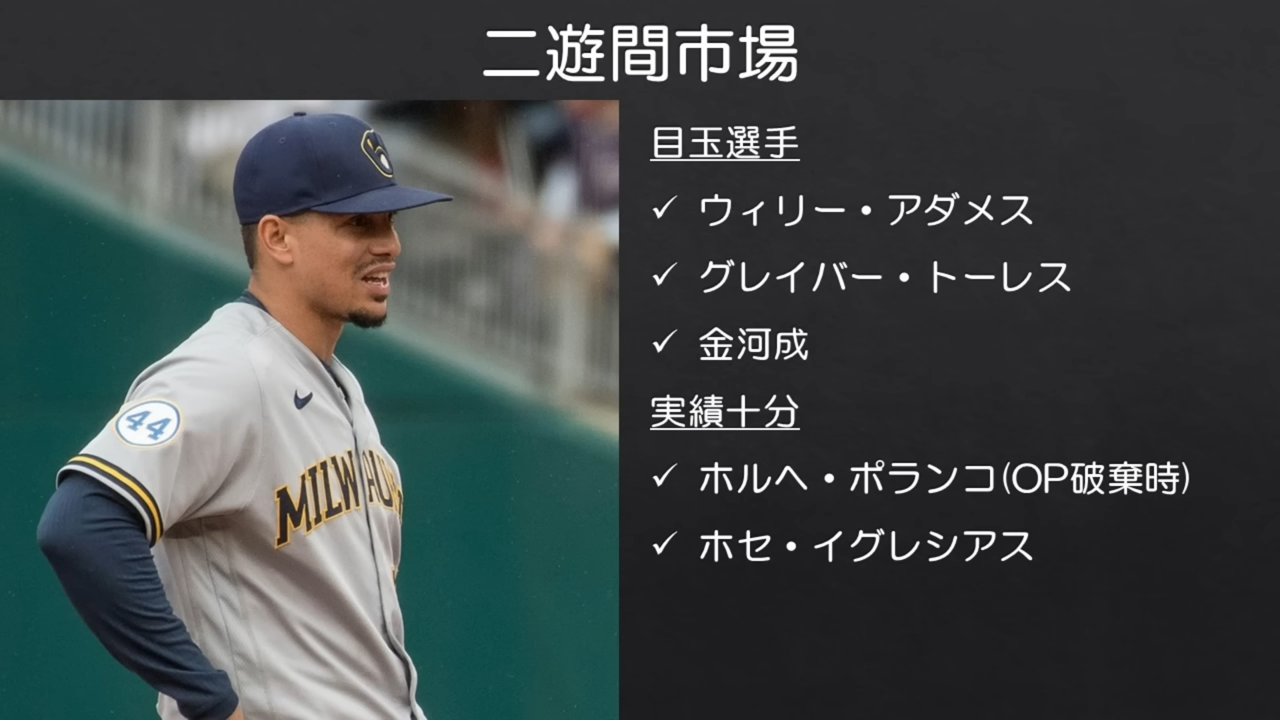 二遊間市場
目玉選手
✓ ウィリー・アダメス
✓ グレイバー・トーレス
✓ 金河成
実績十分
✓ ホルヘ・ポランコ(OP破棄時)
✓ ホセ・イグレシアス
44
MILWAUK